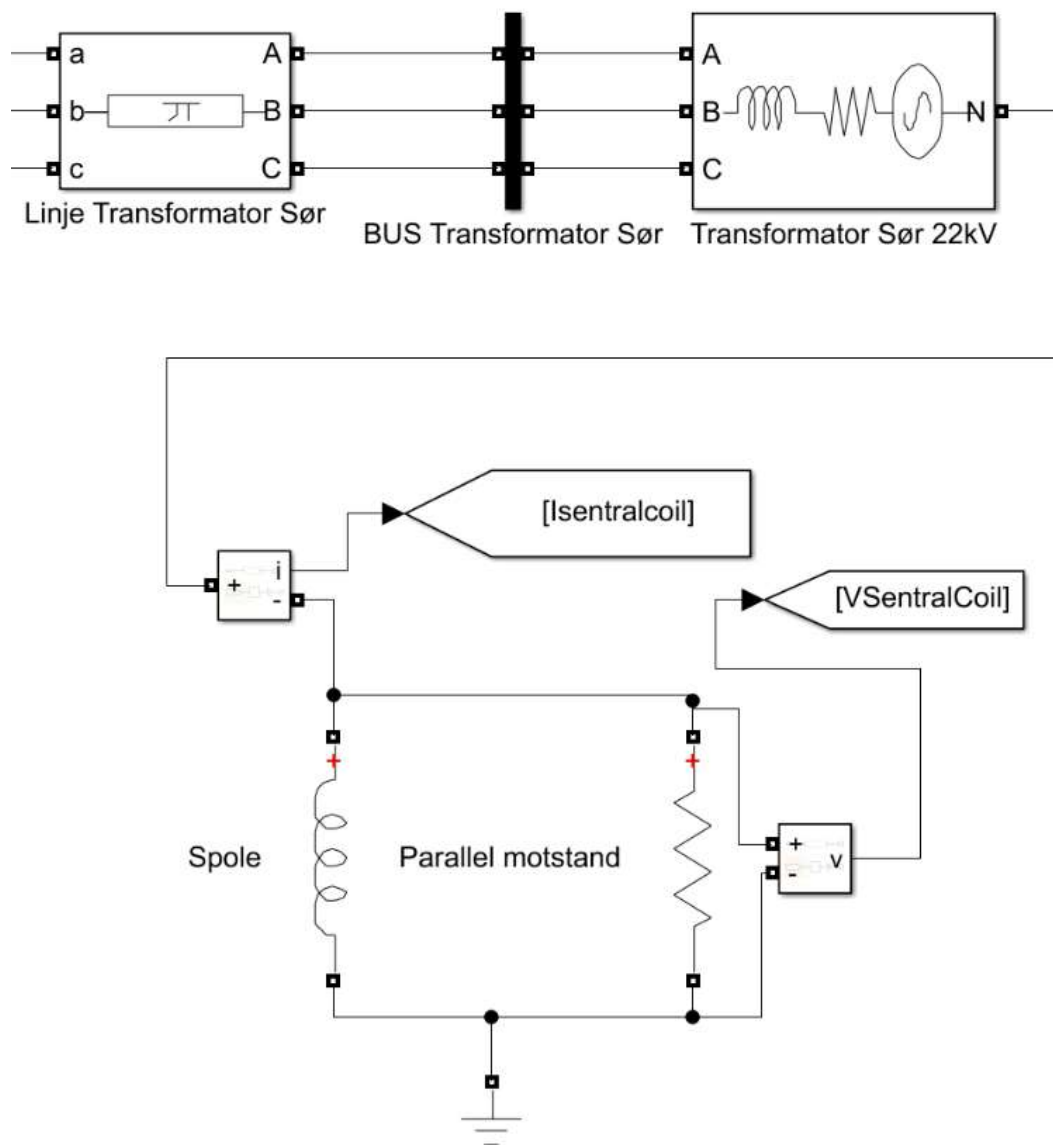 a A
b B
c C
Linje Transformator Sør
BUS Transformator Sør
A
B N
C
Transformator Sør 22kV
[Isentralcoil]
+ i
-
[VSentralCoil]
+ +
Spole
Parallel motstand
+ v
-